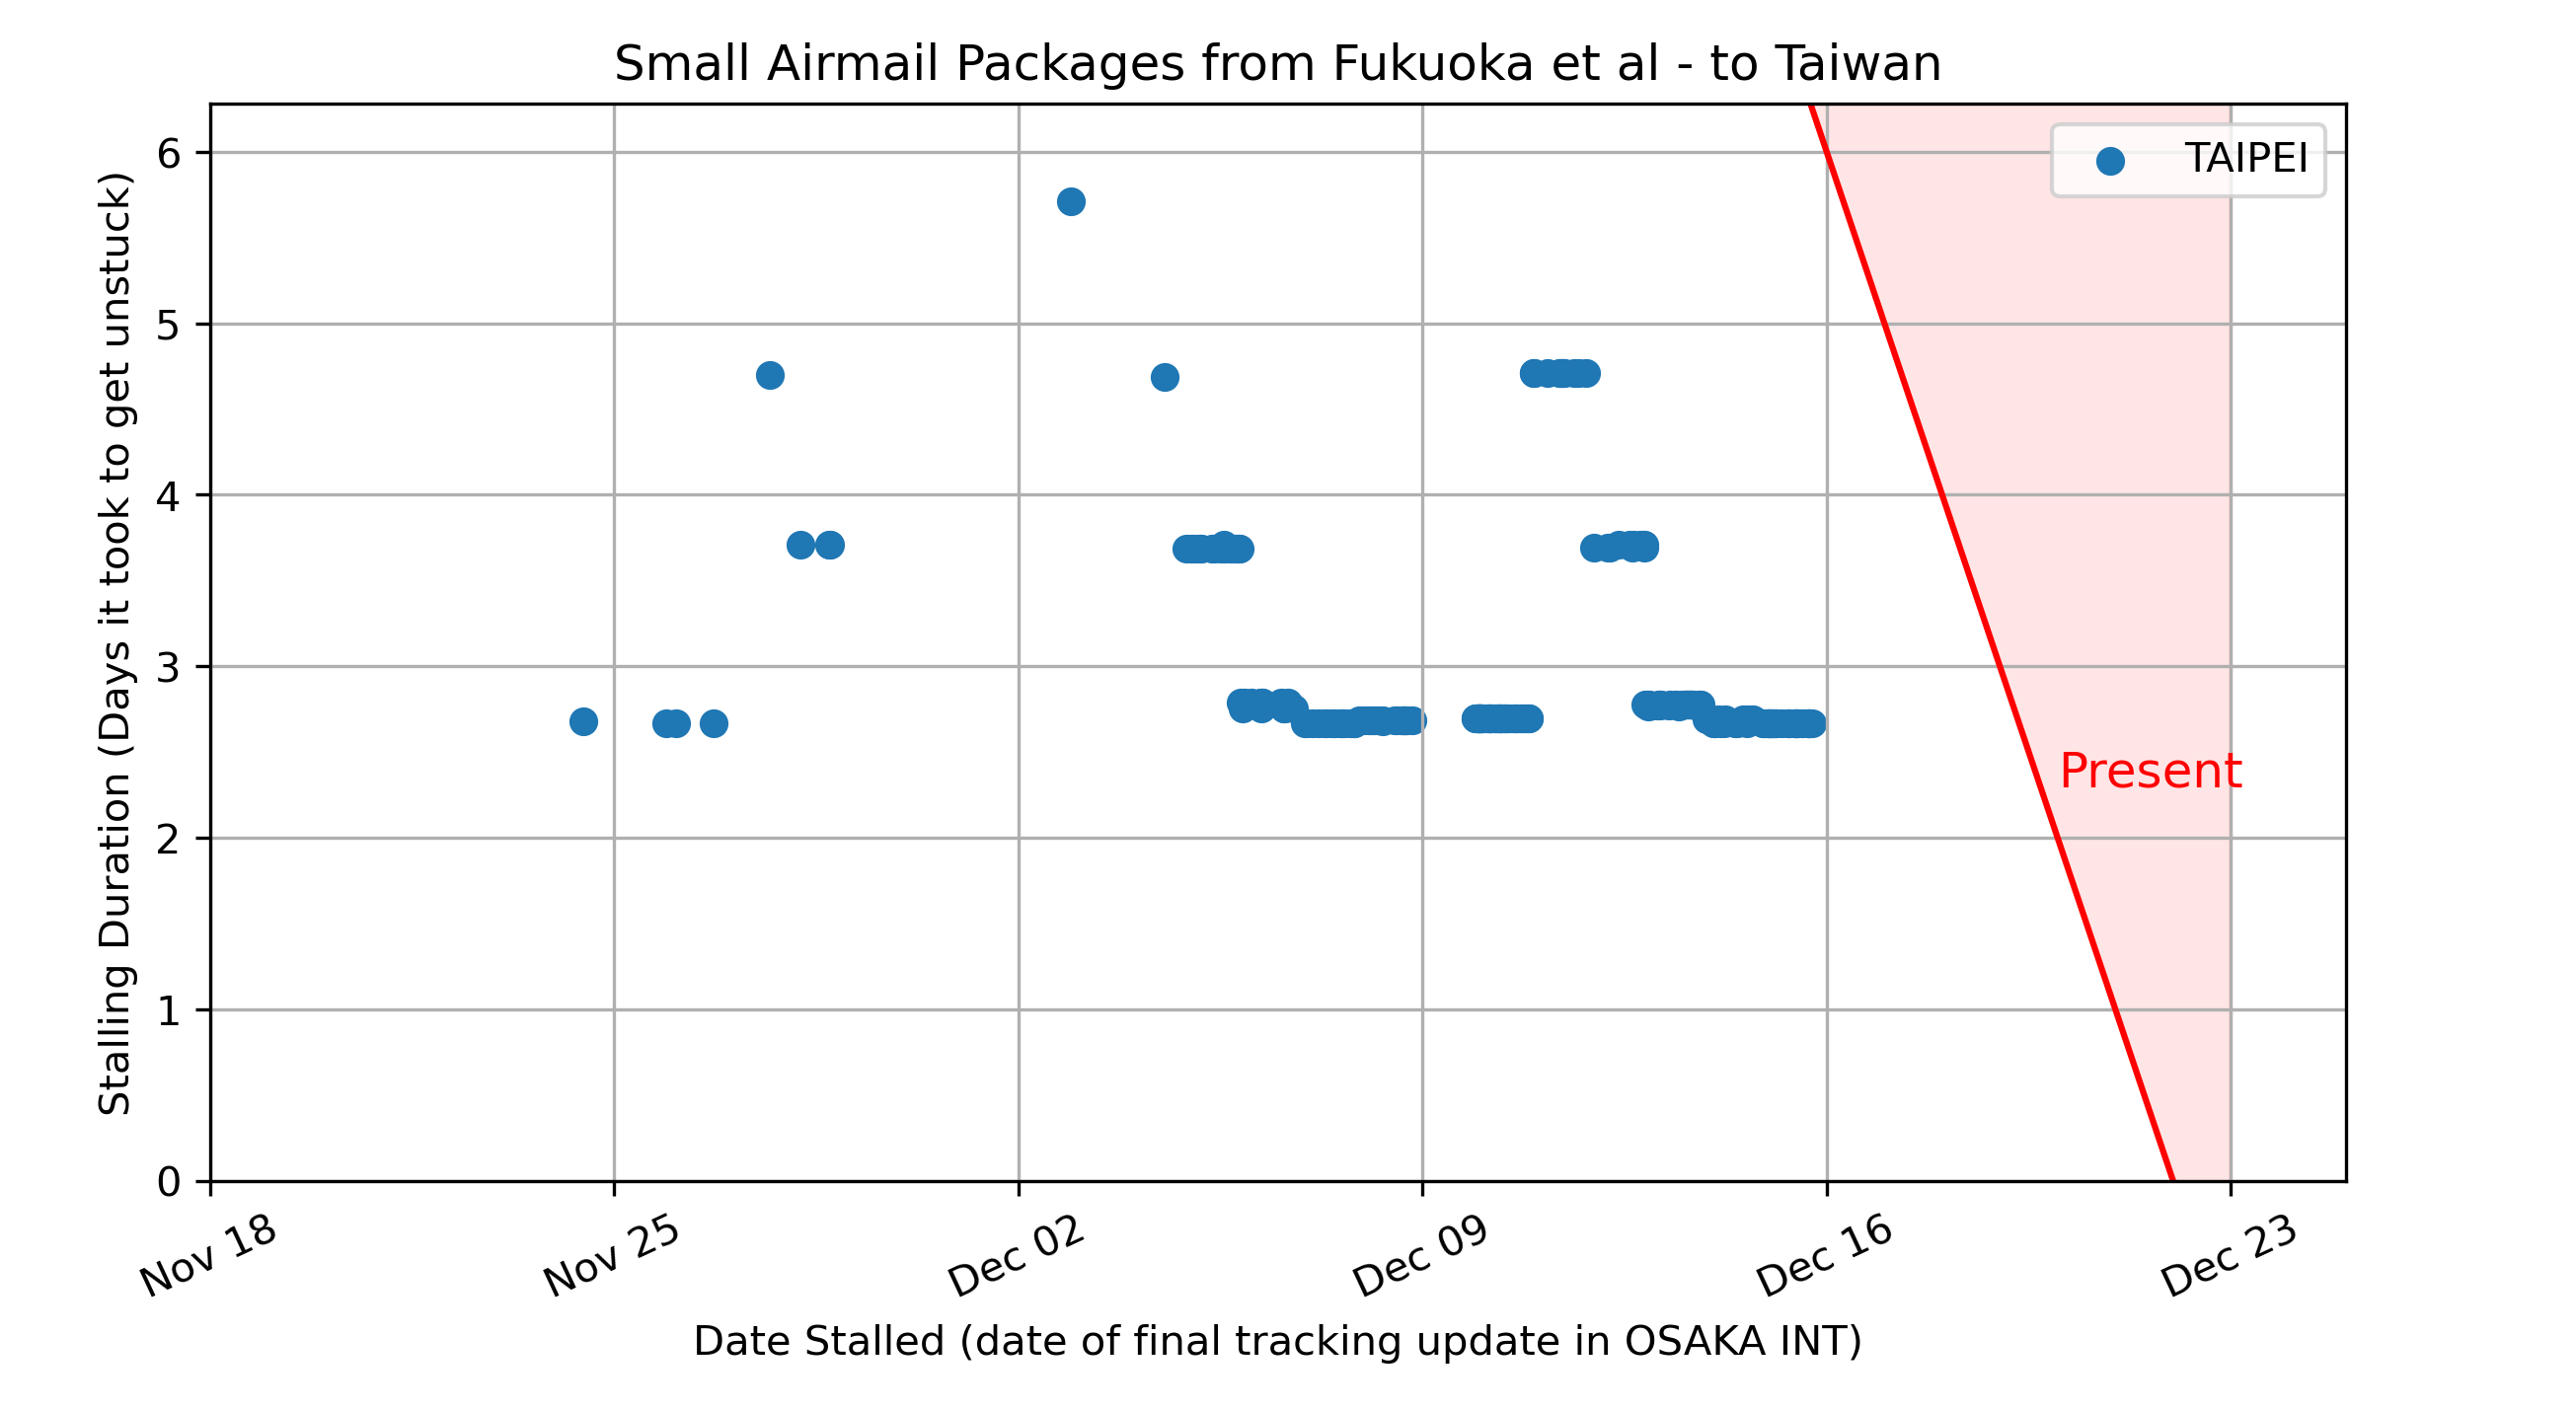 Small Airmail Packages from Fukuoka et al - to Taiwan
TAIPEI
Stalling Duration (Days it took to get unstuck)
6
5
4
3
2
1
0
Present
Nov 18
Nov 25
Dec 02
Dec 09
Dec 16
Dec 23
Date Stalled (date of final tracking update in OSAKA INT)